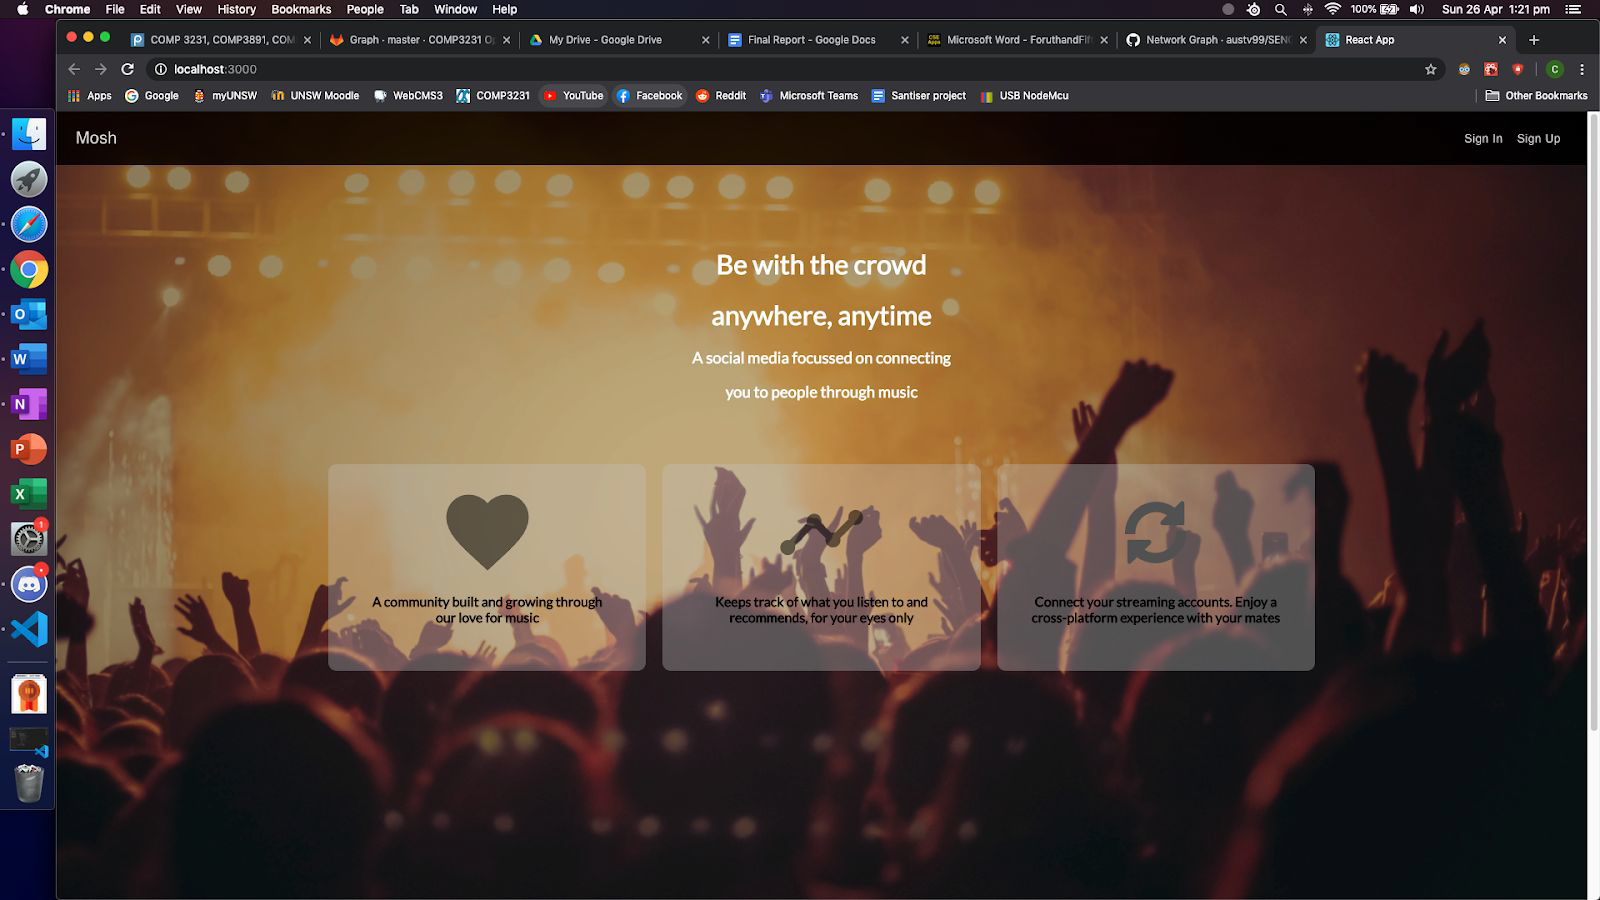 Chrome File Edit View History Bookmarks People Tab Window Help 100% Sun 26 Apr 1:21 pm
COMP 3231, COMP3891, COM Graph · master · COMP3231 O My Drive - Google Drive Final Report - Google Docs Microsoft Word - ForuthandFif Network Graph · austv99/SENG React App
localhost:3000 C
Apps Google myUNSW UNSW Moodle WebCMS3 COMP3231 YouTube Facebook Reddit Microsoft Teams Santiser project USB NodeMcu Other Bookmarks
Mosh Sign In Sign Up
Be with the crowd
anywhere, anytime
A social media focussed on connecting
you to people through music
A community built and growing through
our love for music
Keeps track of what you listen to and
recommends, for your eyes only
Connect your streaming accounts. Enjoy a
cross-platform experience with your mates